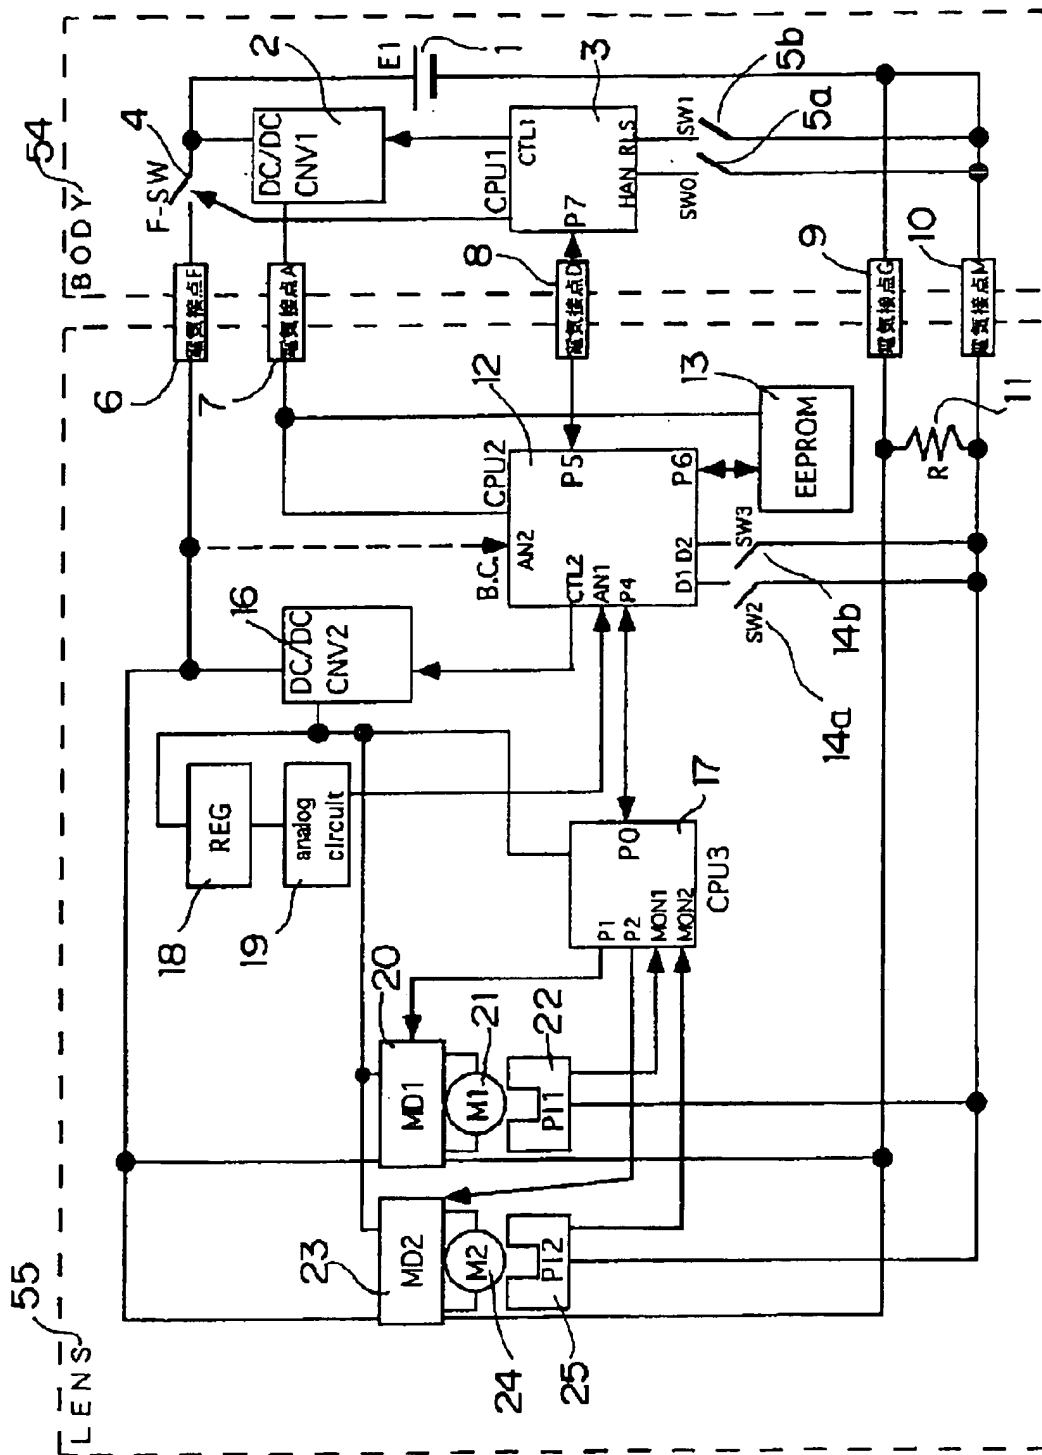 55
LENS
54
BODY
6
電気接点F
F-SW
4
7
電気接点A
DC/DC
CNV1
2
E1
1
16
DC/DC
CNV2
B.C.
18
REG
19
analog
circuit
CPU2
12
AN2
CTL2
AN1
P4
P5
P6
D1
D2
8
電気接点D
CPU1
CTL1
P7
3
HAN
RLS
SW0
SW1
5a
5b
23
MD2
20
MD1
M2
24
M1
21
PI2
25
PI1
22
P1
P2
MON1
MON2
P0
17
CPU3
SW2
14a
SW3
14b
EEPROM
13
9
電気接点G
10
電気接点M
R
11